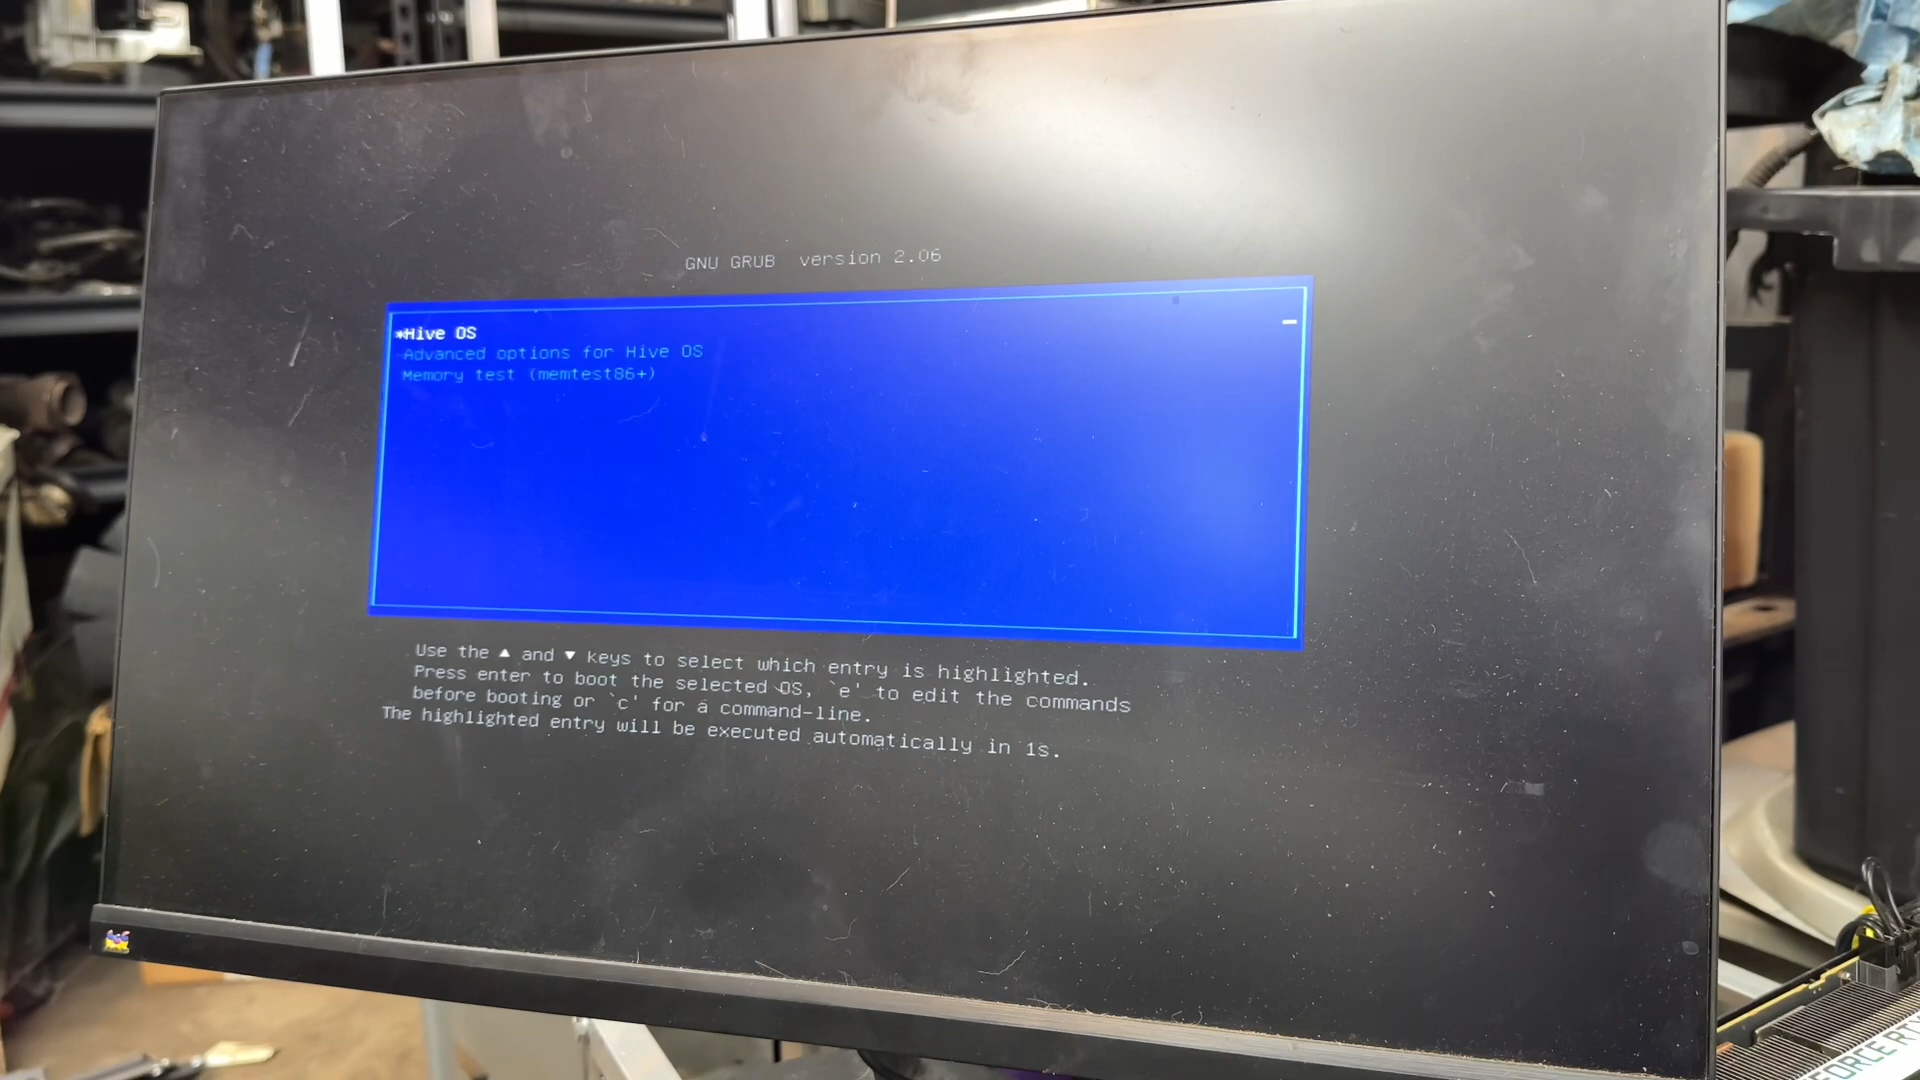 GNU GRUB version 2.06
*Hive OS
Advanced options for Hive OS
Memory test (memtest86+)
Use the ▲ and ▼ keys to select which entry is highlighted.
Press enter to boot the selected OS, `e' to edit the commands
before booting or `c' for a command-line.
The highlighted entry will be executed automatically in 1s.
FORCE RT